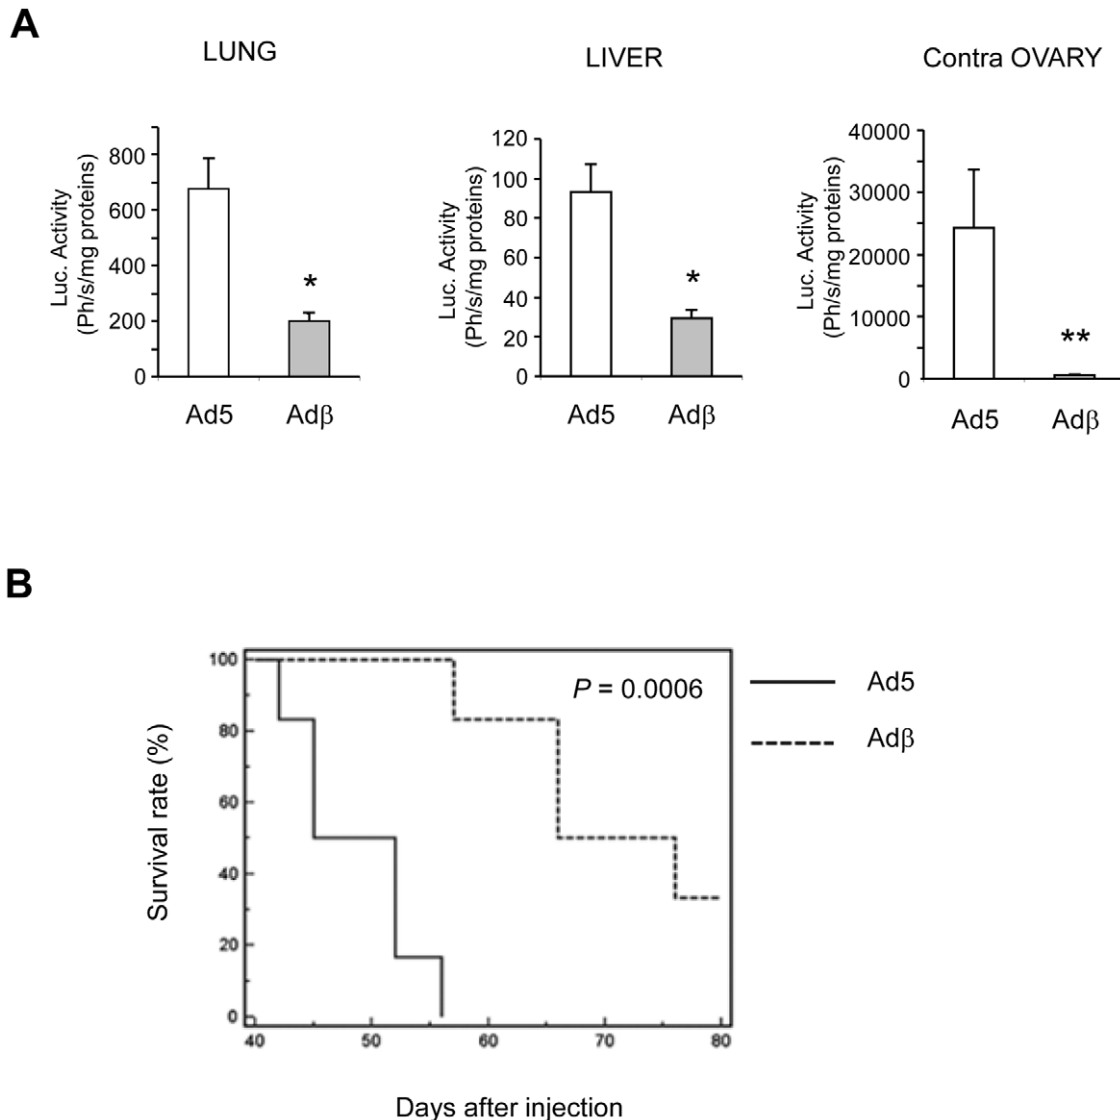 A
LUNG
LIVER
Contra OVARY
Luc. Activity
(Ph/s/mg proteins)
800
600
400
200
0
Ad5
*
Adβ
Luc. Activity
(Ph/s/mg proteins)
120
100
80
60
40
20
0
Ad5
*
Adβ
Luc. Activity
(Ph/s/mg proteins)
40000
30000
20000
10000
0
Ad5
**
Adβ
B
Survival rate (%)
100
80
60
40
20
0
40 50 60 70 80
Days after injection
P = 0.0006
Ad5
Adβ